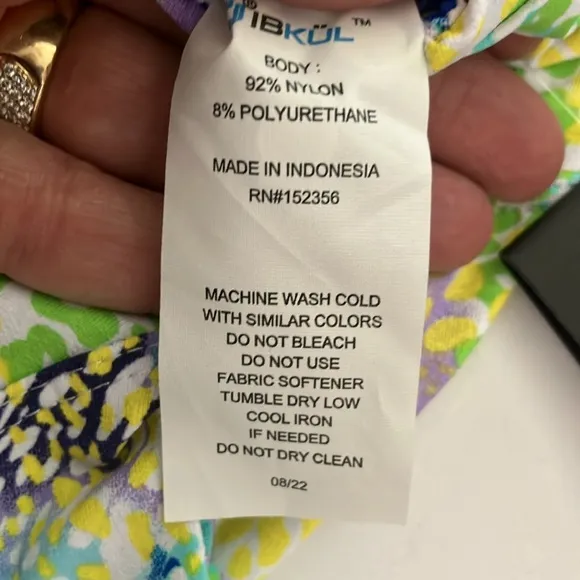 IBKÜL™
BODY :
92% NYLON
8% POLYURETHANE
MADE IN INDONESIA
RN#152356
MACHINE WASH COLD
WITH SIMILAR COLORS
DO NOT BLEACH
DO NOT USE
FABRIC SOFTENER
TUMBLE DRY LOW
COOL IRON
IF NEEDED
DO NOT DRY CLEAN
08/22